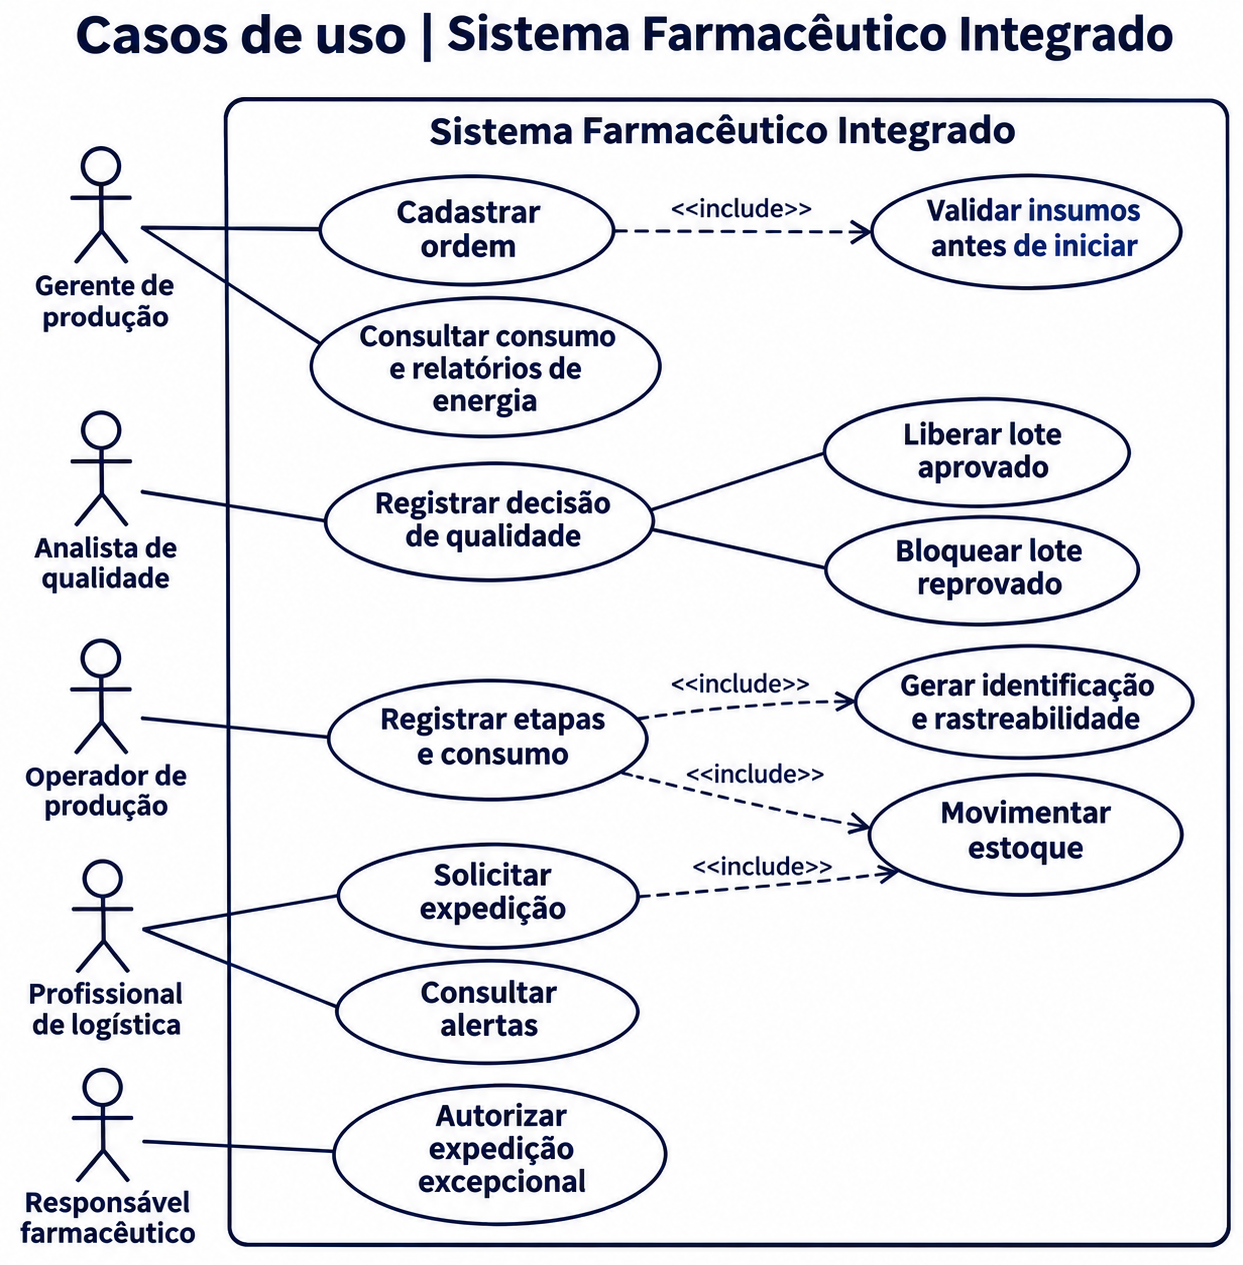 Casos de uso | Sistema Farmacêutico Integrado
Sistema Farmacêutico Integrado
Gerente de
produção
Cadastrar
ordem
<<include>>
Validar insumos
antes de iniciar
Consultar consumo
e relatórios de
energia
Analista de
qualidade
Registrar decisão
de qualidade
Liberar lote
aprovado
Bloquear lote
reprovado
Operador de
produção
Registrar etapas
e consumo
<<include>>
Gerar identificação
e rastreabilidade
<<include>>
Movimentar
estoque
Profissional
de logística
Solicitar
expedição
<<include>>
Consultar
alertas
Responsável
farmacêutico
Autorizar
expedição
excepcional